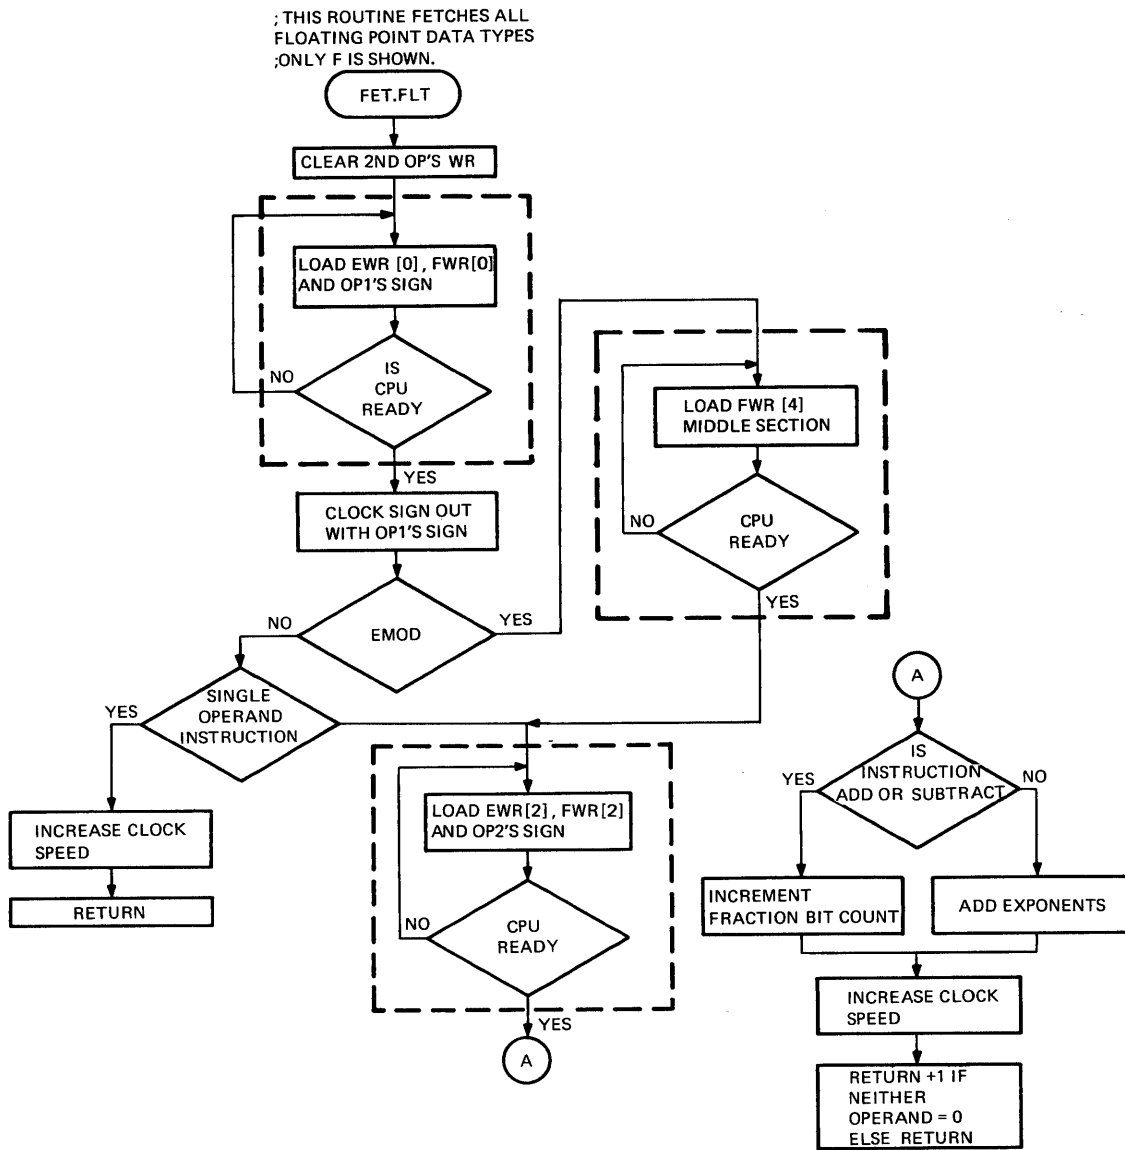 ; THIS ROUTINE FETCHES ALL
FLOATING POINT DATA TYPES
;ONLY F IS SHOWN.
FET.FLT
CLEAR 2ND OP'S WR
LOAD EWR [0], FWR[0]
AND OP1'S SIGN
IS
CPU
READY
NO
YES
CLOCK SIGN OUT
WITH OP1'S SIGN
EMOD
NO
YES
LOAD FWR [4]
MIDDLE SECTION
CPU
READY
NO
YES
SINGLE
OPERAND
INSTRUCTION
YES
INCREASE CLOCK
SPEED
RETURN
LOAD EWR[2], FWR[2]
AND OP2'S SIGN
CPU
READY
NO
YES
A
A
IS
INSTRUCTION
ADD OR SUBTRACT
YES
NO
INCREMENT
FRACTION BIT COUNT
ADD EXPONENTS
INCREASE CLOCK
SPEED
RETURN +1 IF
NEITHER
OPERAND = 0
ELSE RETURN